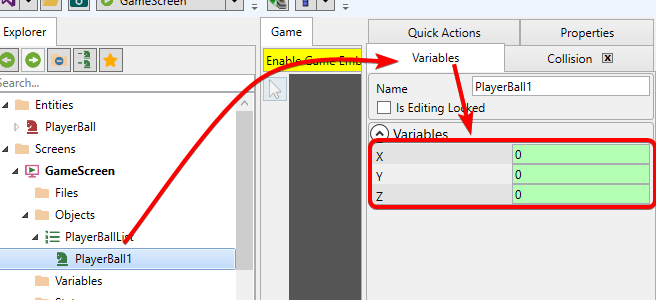 GameScreen
Explorer
Game
Quick Actions
Properties
Variables
Collision
Enable Game Emb
Search...
Name
PlayerBall1
Is Editing Locked
Entities
PlayerBall
Screens
GameScreen
Files
Objects
PlayerBallList
PlayerBall1
Variables
Variables
X
0
Y
0
Z
0